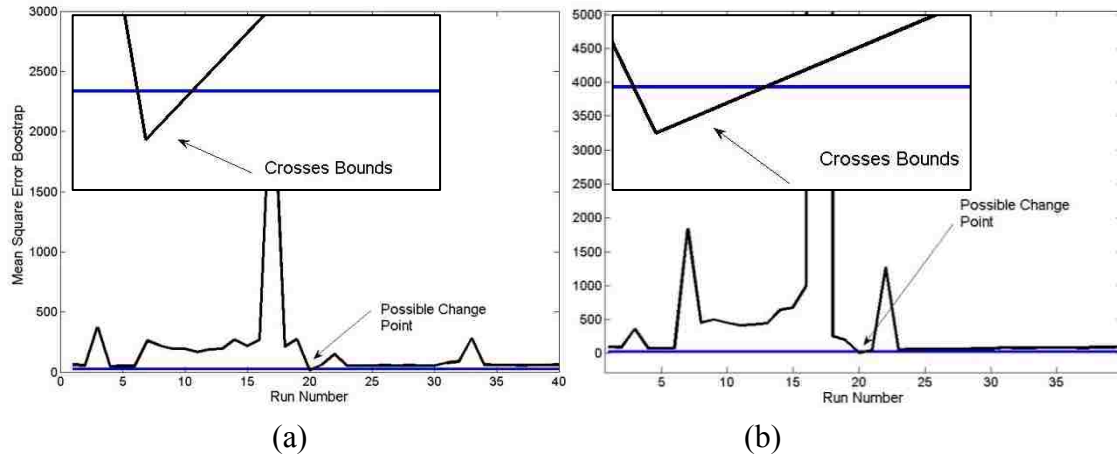 3000
2500
2000
1500
1000
500
0
Mean Square Error Boostrap
Crosses Bounds
Possible Change
Point
0 5 10 15 20 25 30 35 40
Run Number
(a)
5000
4500
4000
3500
3000
2500
2000
1500
1000
500
0
Crosses Bounds
Possible Change
Point
5 10 15 20 25 30 35
Run Number
(b)